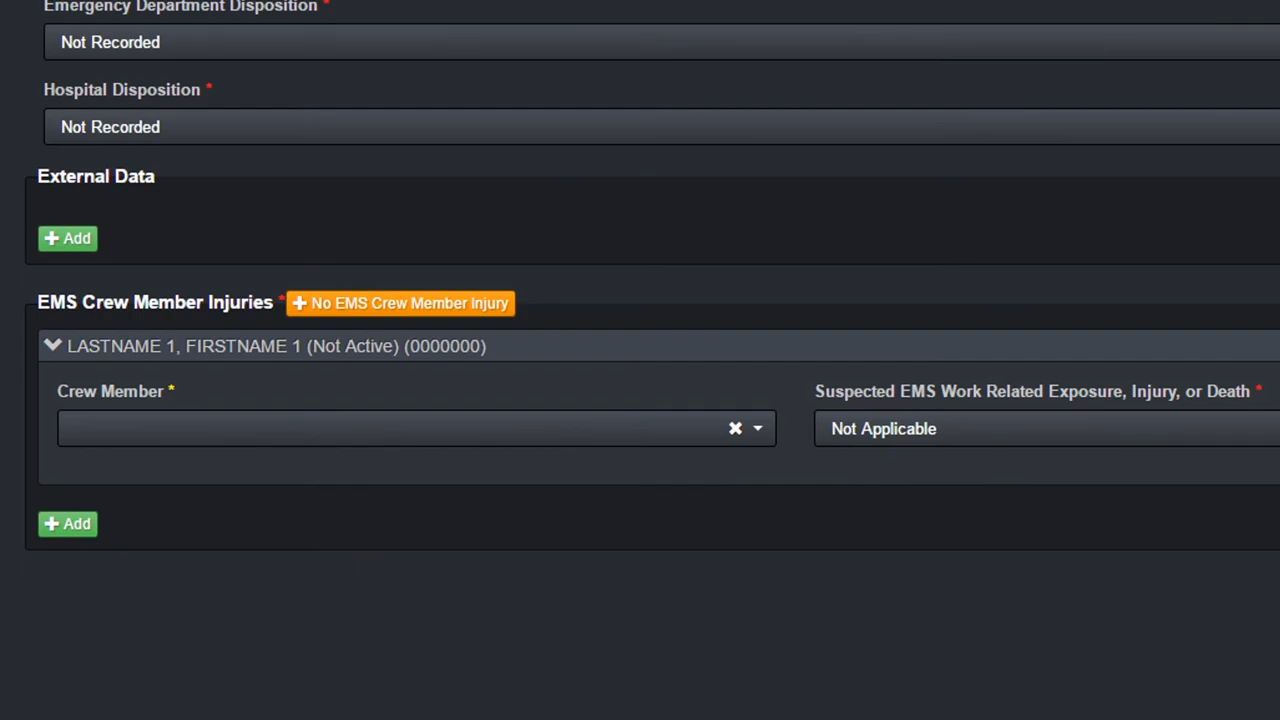 Emergency Department Disposition *
Not Recorded
Hospital Disposition *
Not Recorded
External Data
Add
EMS Crew Member Injuries * No EMS Crew Member Injury
LASTNAME 1, FIRSTNAME 1 (Not Active) (0000000)
Crew Member *
Suspected EMS Work Related Exposure, Injury, or Death *
Not Applicable
Add